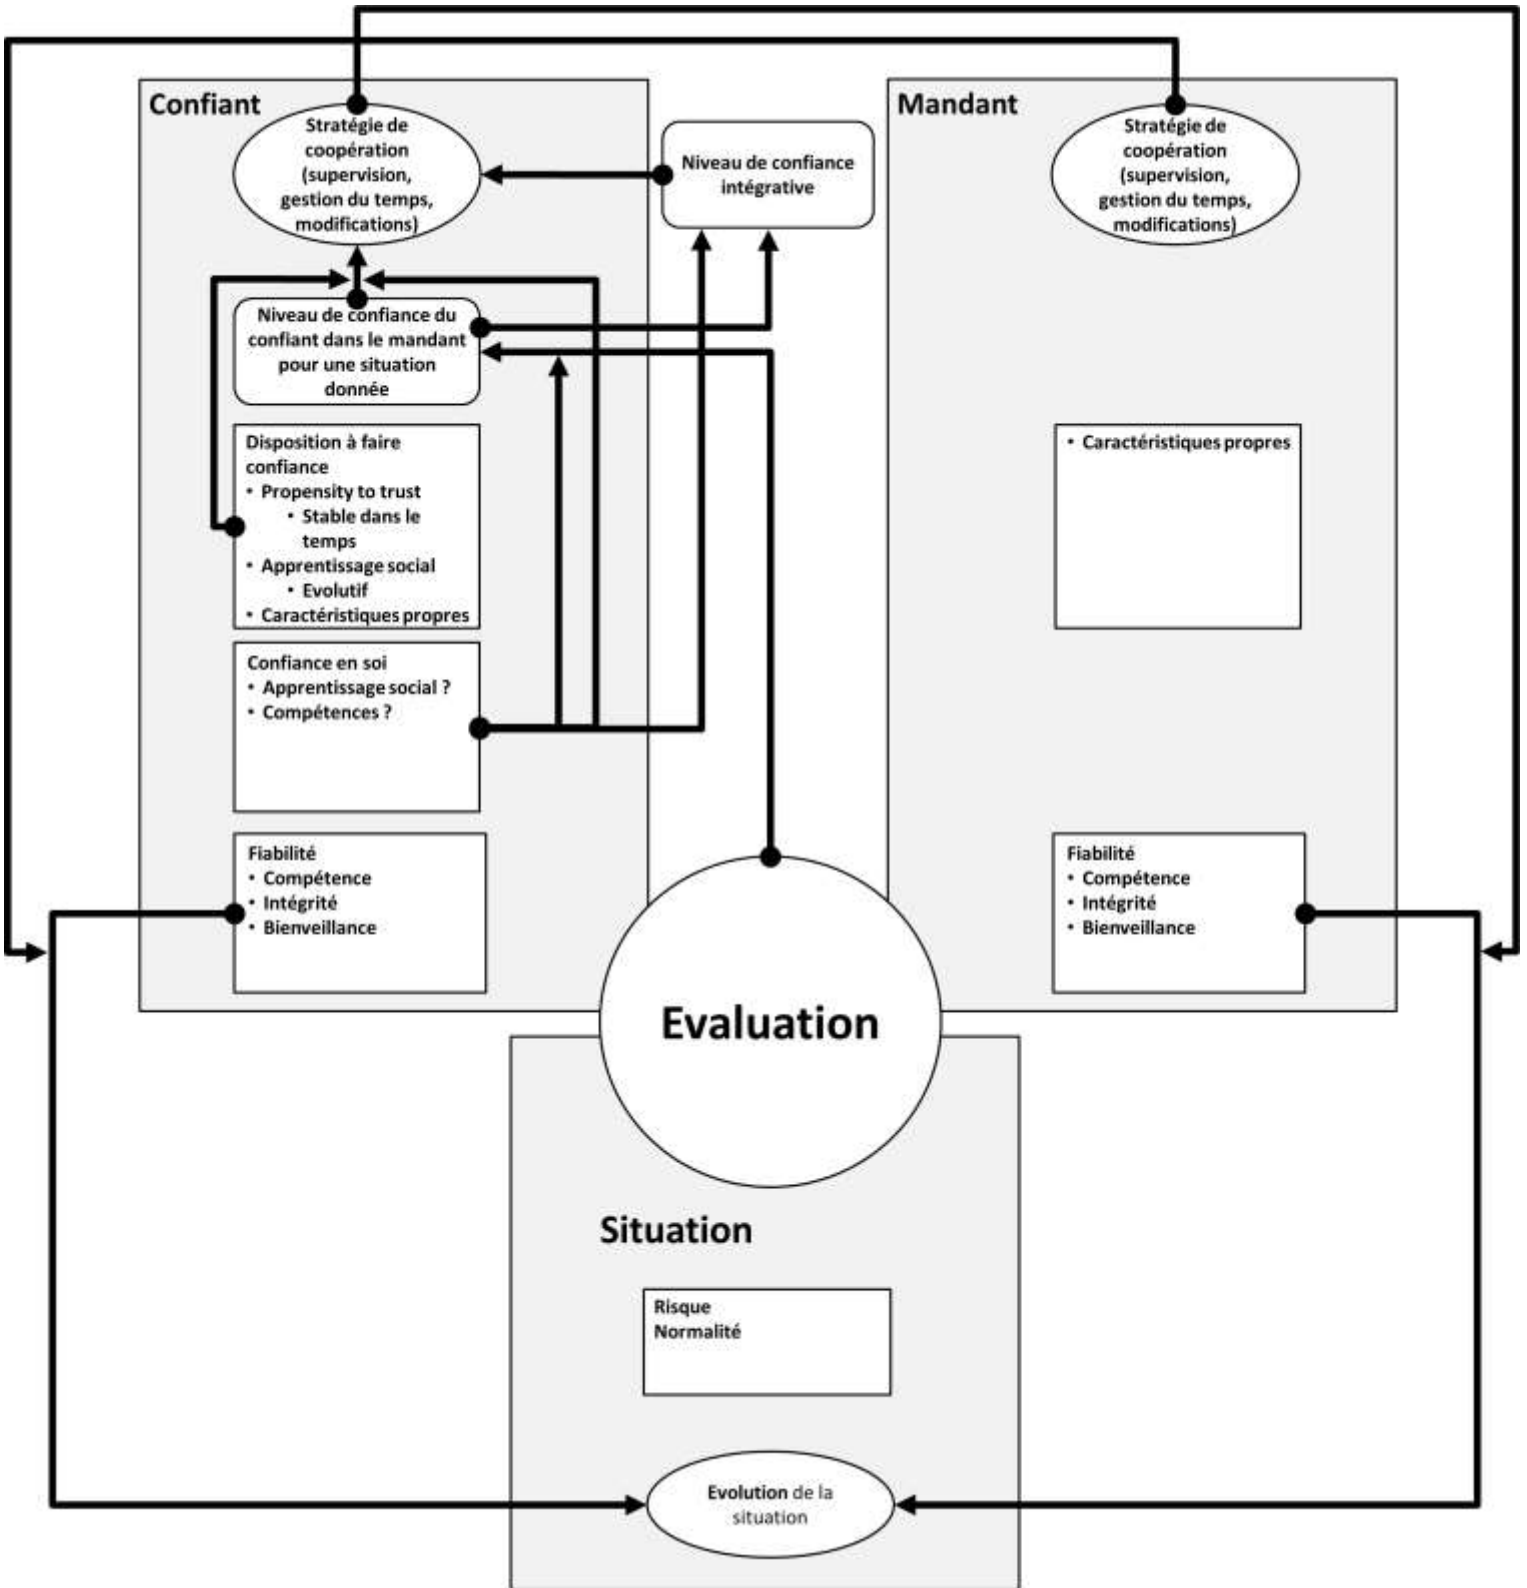 Confiant
Stratégie de
coopération
(supervision,
gestion du temps,
modifications)
Niveau de confiance
intégrative
Mandant
Stratégie de
coopération
(supervision,
gestion du temps,
modifications)
Niveau de confiance du
confiant dans le mandant
pour une situation
donnée
Disposition à faire
confiance
• Propensity to trust
• Stable dans le
temps
• Apprentissage social
• Evolutif
• Caractéristiques propres
• Caractéristiques propres
Confiance en soi
• Apprentissage social ?
• Compétences ?
Fiabilité
• Compétence
• Intégrité
• Bienveillance
Fiabilité
• Compétence
• Intégrité
• Bienveillance
Evaluation
Situation
Risque
Normalité
Evolution de la
situation